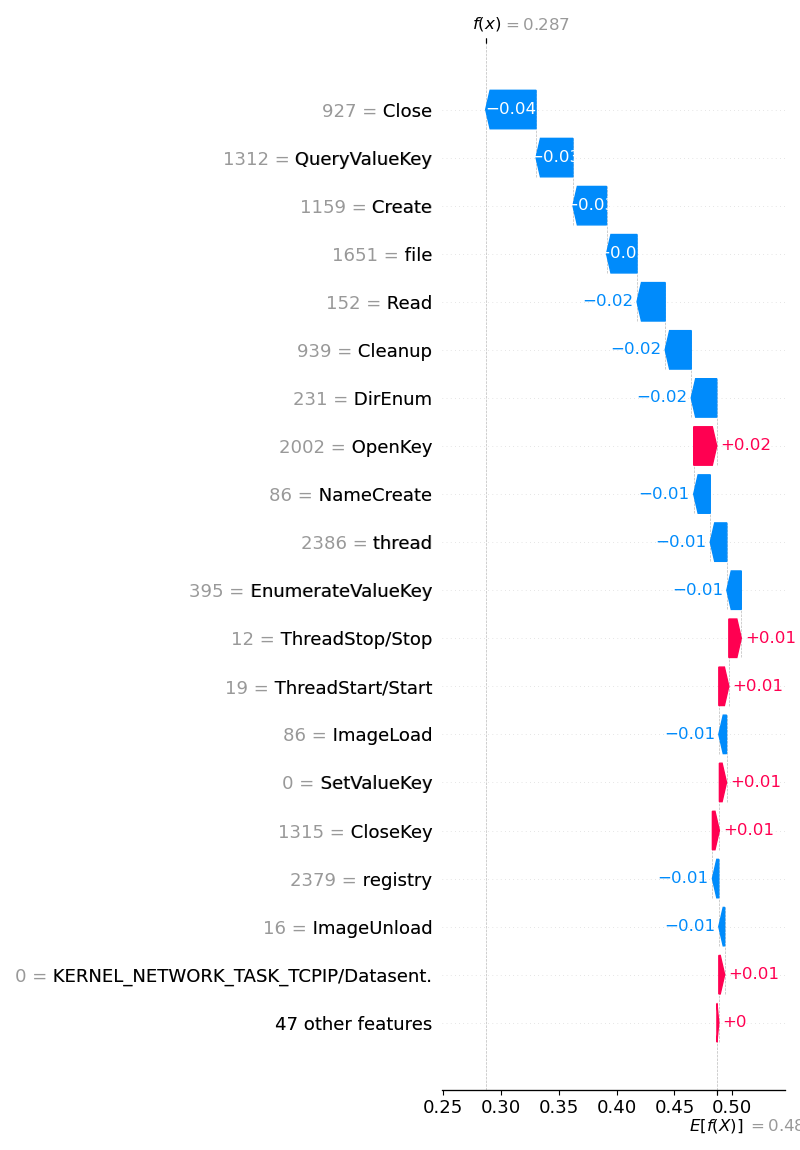 f(x) = 0.287
927 = Close −0.04
1312 = QueryValueKey −0.03
1159 = Create
1651 = file
152 = Read −0.02
939 = Cleanup −0.02
231 = DirEnum −0.02
2002 = OpenKey +0.02
86 = NameCreate −0.01
2386 = thread −0.01
395 = EnumerateValueKey −0.01
12 = ThreadStop/Stop +0.01
19 = ThreadStart/Start +0.01
86 = ImageLoad −0.01
0 = SetValueKey +0.01
1315 = CloseKey +0.01
2379 = registry −0.01
16 = ImageUnload −0.01
0 = KERNEL_NETWORK_TASK_TCPIP/Datasent. +0.01
47 other features +0
0.25 0.30 0.35 0.40 0.45 0.50
E[f(X)] = 0.48